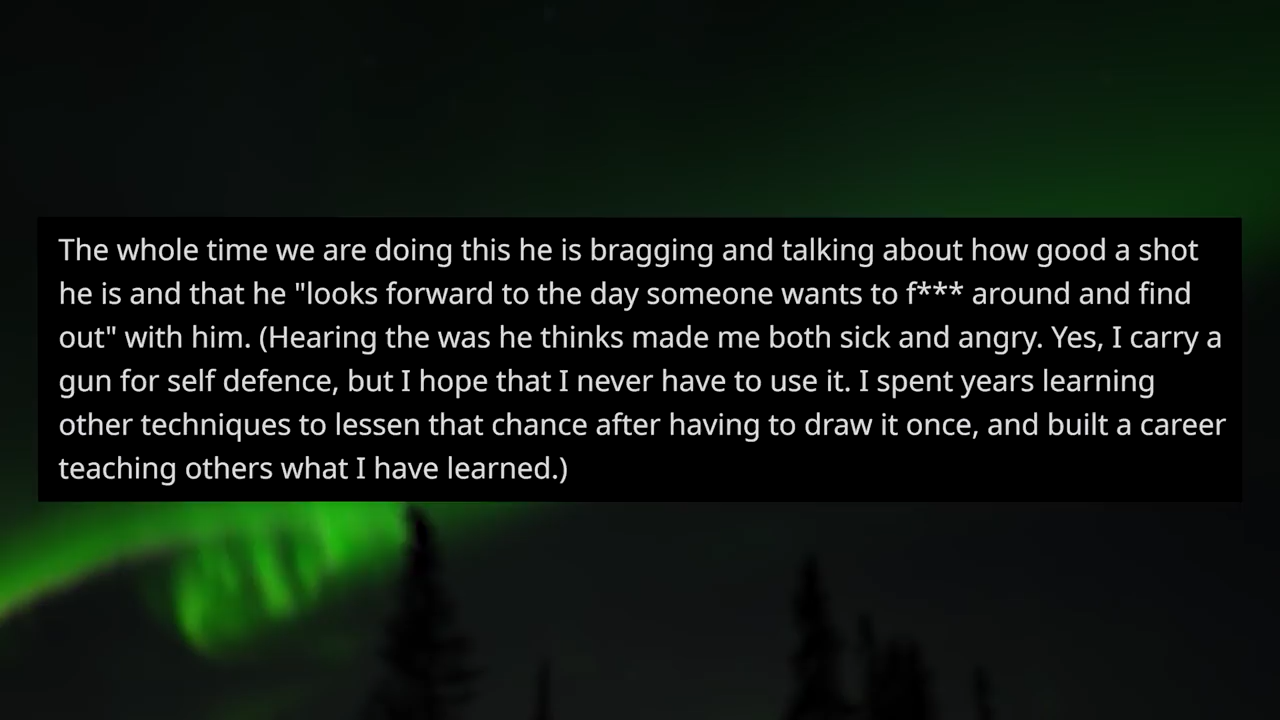 The whole time we are doing this he is bragging and talking about how good a shot
he is and that he "looks forward to the day someone wants to f*** around and find
out" with him. (Hearing the was he thinks made me both sick and angry. Yes, I carry a
gun for self defence, but I hope that I never have to use it. I spent years learning
other techniques to lessen that chance after having to draw it once, and built a career
teaching others what I have learned.)